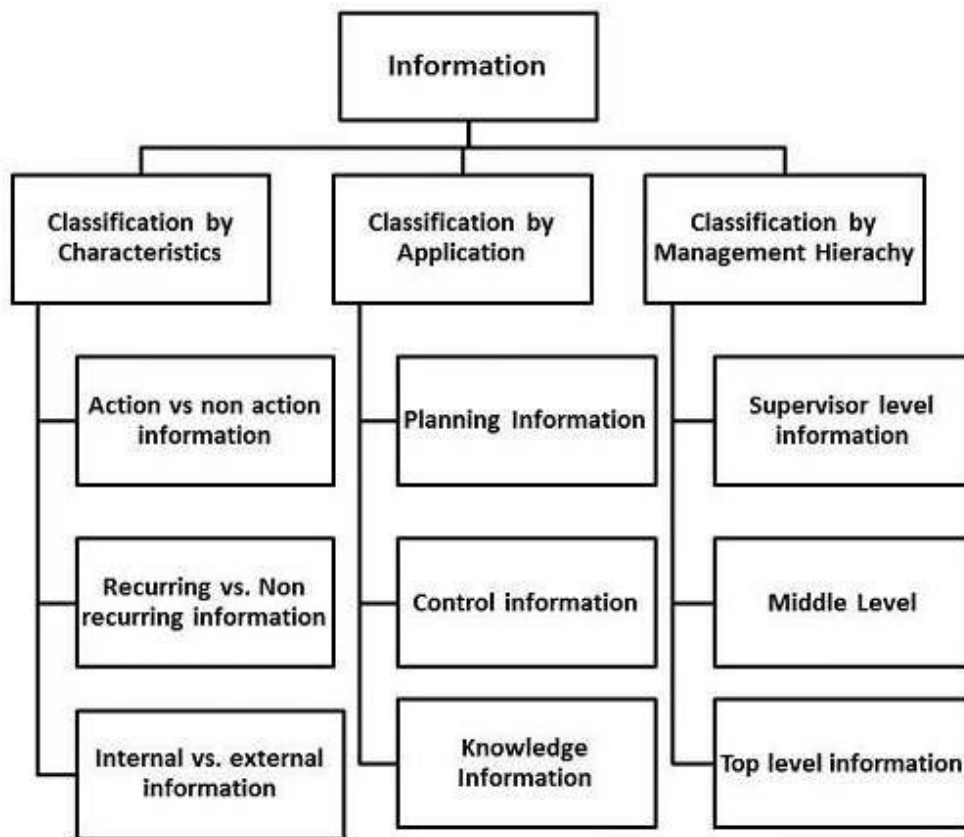 Information
Classification by
Characteristics
Classification by
Application
Classification by
Management Hierachy
Action vs non action
information
Planning Information
Supervisor level
information
Recurring vs. Non
recurring information
Control information
Middle Level
Internal vs. external
information
Knowledge
Information
Top level information